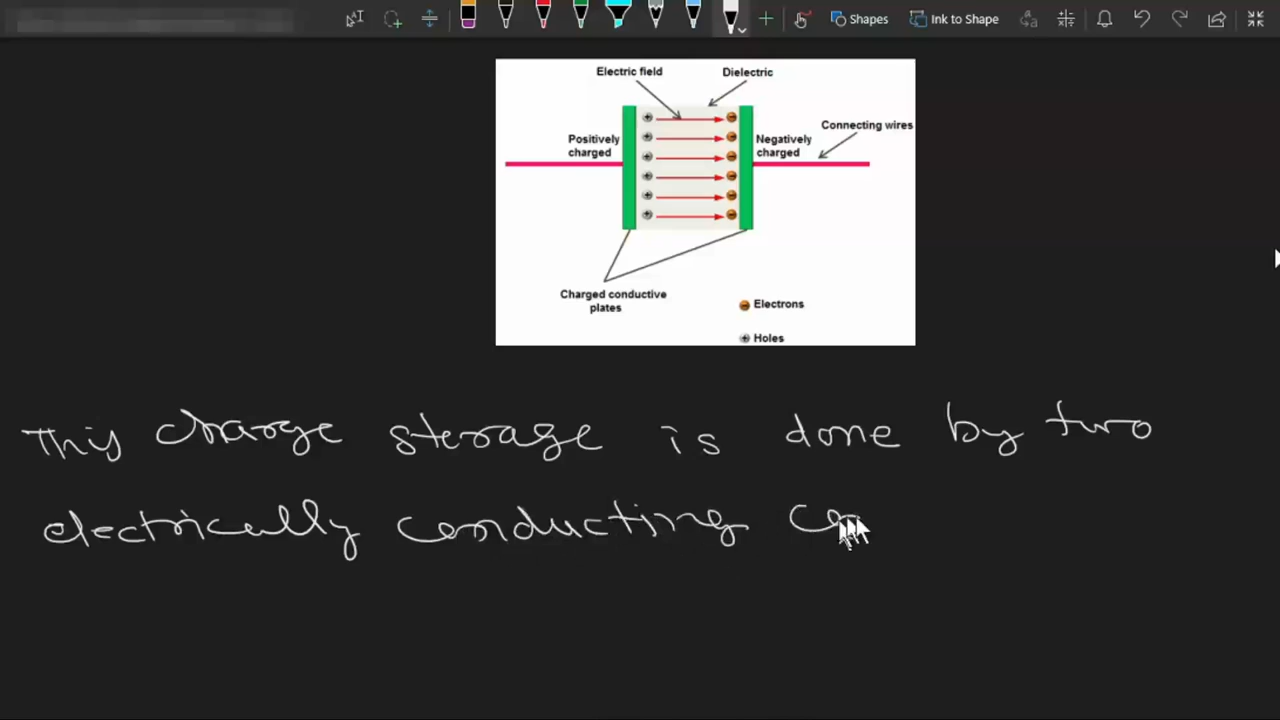 Shapes
Ink to Shape
Electric field
Dielectric
Connecting wires
Positively
charged
Negatively
charged
Charged conductive
plates
Electrons
Holes
This charge storage is done by two
electrically conducting